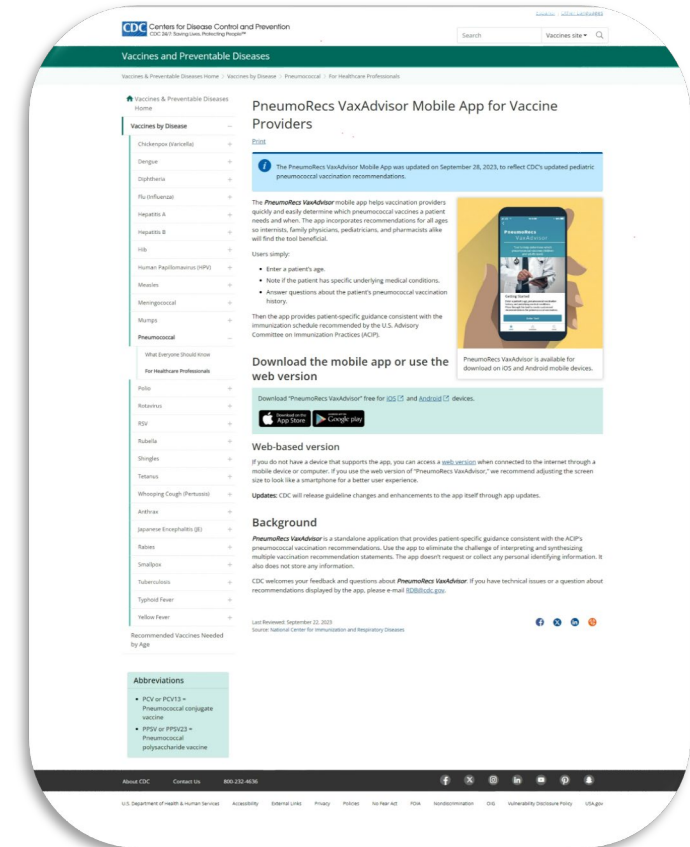 CDC Centers for Disease Control and Prevention
CDC 24/7: Saving Lives, Protecting People™
Search
Vaccines site
Vaccines and Preventable Diseases
Vaccines & Preventable Diseases Home / Vaccines by Disease / Pneumococcal / For Healthcare Professionals
Vaccines & Preventable Diseases
Home
Vaccines by Disease
Chickenpox (Varicella)
Dengue
Diphtheria
Flu (Influenza)
Hepatitis A
Hepatitis B
Hib
Human Papillomavirus (HPV)
Measles
Meningococcal
Mumps
Pneumococcal
What Everyone Should Know
For Healthcare Professionals
Polio
Rotavirus
RSV
Rubella
Shingles
Tetanus
Whooping Cough (Pertussis)
Anthrax
Japanese Encephalitis (JE)
Rabies
Smallpox
Tuberculosis
Typhoid Fever
Yellow Fever
Recommended Vaccines Needed
by Age
Abbreviations
• PCV or PCV13 =
Pneumococcal conjugate
vaccine
• PPSV or PPSV23 =
Pneumococcal
polysaccharide vaccine
PneumoRecs VaxAdvisor Mobile App for Vaccine
Providers
Print
The PneumoRecs VaxAdvisor Mobile App was updated on September 28, 2023, to reflect CDC's updated pediatric
pneumococcal vaccination recommendations.
The PneumoRecs VaxAdvisor mobile app helps vaccination providers
quickly and easily determine which pneumococcal vaccines a patient
needs and when. The app incorporates recommendations for all ages
so internists, family physicians, pediatricians, and pharmacists alike
will find the tool beneficial.
Users simply:
• Enter a patient's age.
• Note if the patient has specific underlying medical conditions.
• Answer questions about the patient's pneumococcal vaccination
history.
Then the app provides patient-specific guidance consistent with the
immunization schedule recommended by the U.S. Advisory
Committee on Immunization Practices (ACIP).
PneumoRecs
VaxAdvisor
Getting Started
PneumoRecs VaxAdvisor is available for
download on iOS and Android mobile devices.
Download the mobile app or use the
web version
Download "PneumoRecs VaxAdvisor" free for iOS and Android devices.
Download on the
App Store
Google play
Web-based version
If you do not have a device that supports the app, you can access a web version when connected to the internet through a
mobile device or computer. If you use the web version of "PneumoRecs VaxAdvisor," we recommend adjusting the screen
size to look like a smartphone for a better user experience.
Updates: CDC will release guideline changes and enhancements to the app itself through app updates.
Background
PneumoRecs VaxAdvisor is a standalone application that provides patient-specific guidance consistent with the ACIP's
pneumococcal vaccination recommendations. Use the app to eliminate the challenge of interpreting and synthesizing
multiple vaccination recommendation statements. The app doesn't request or collect any personal identifying information. It
also does not store any information.
CDC welcomes your feedback and questions about PneumoRecs VaxAdvisor. If you have technical issues or a question about
recommendations displayed by the app, please e-mail RDB@cdc.gov.
Last Reviewed: September 22, 2023
Source: National Center for Immunization and Respiratory Diseases
About CDC Contact Us 800-232-4636
U.S. Department of Health & Human Services Accessibility External Links Privacy Policies No Fear Act FOIA Nondiscrimination OIG Vulnerability Disclosure Policy USA.gov